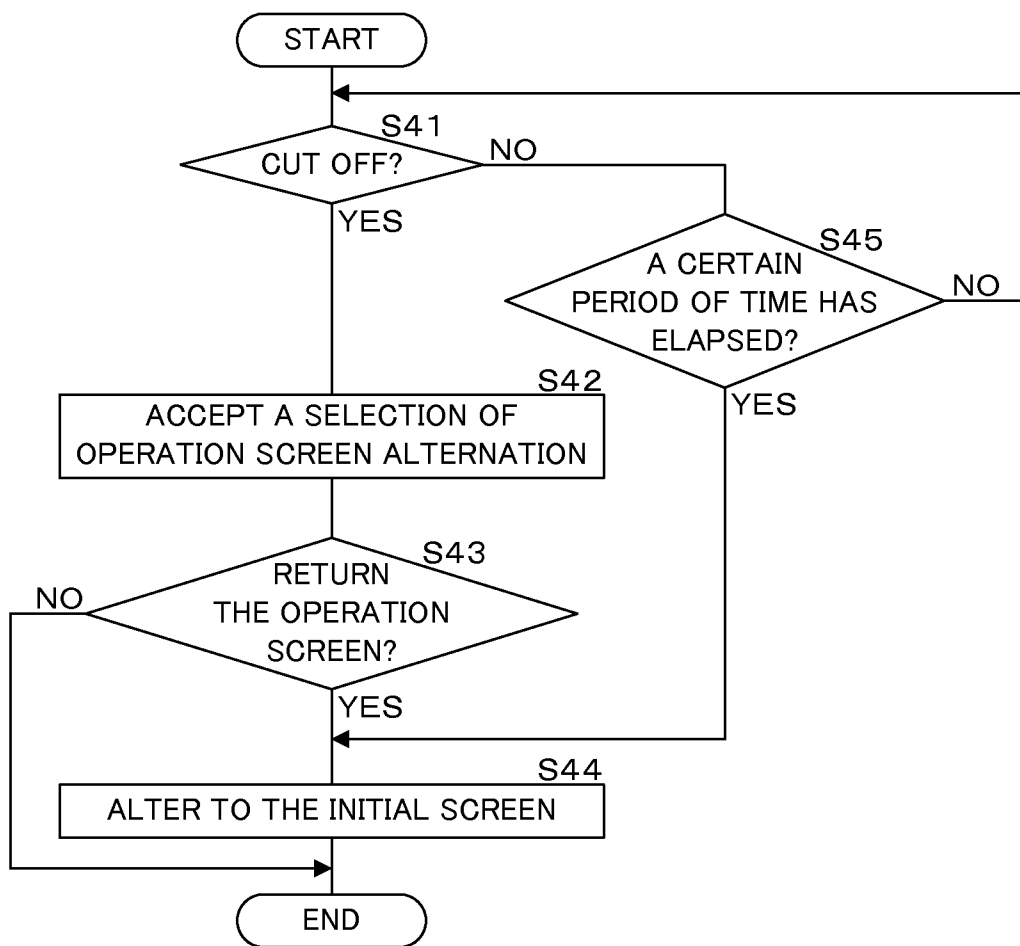 START
S41
CUT OFF?
NO
YES
S45
A CERTAIN
PERIOD OF TIME HAS
ELAPSED?
NO
YES
S42
ACCEPT A SELECTION OF
OPERATION SCREEN ALTERNATION
S43
RETURN
THE OPERATION
SCREEN?
NO
YES
S44
ALTER TO THE INITIAL SCREEN
END